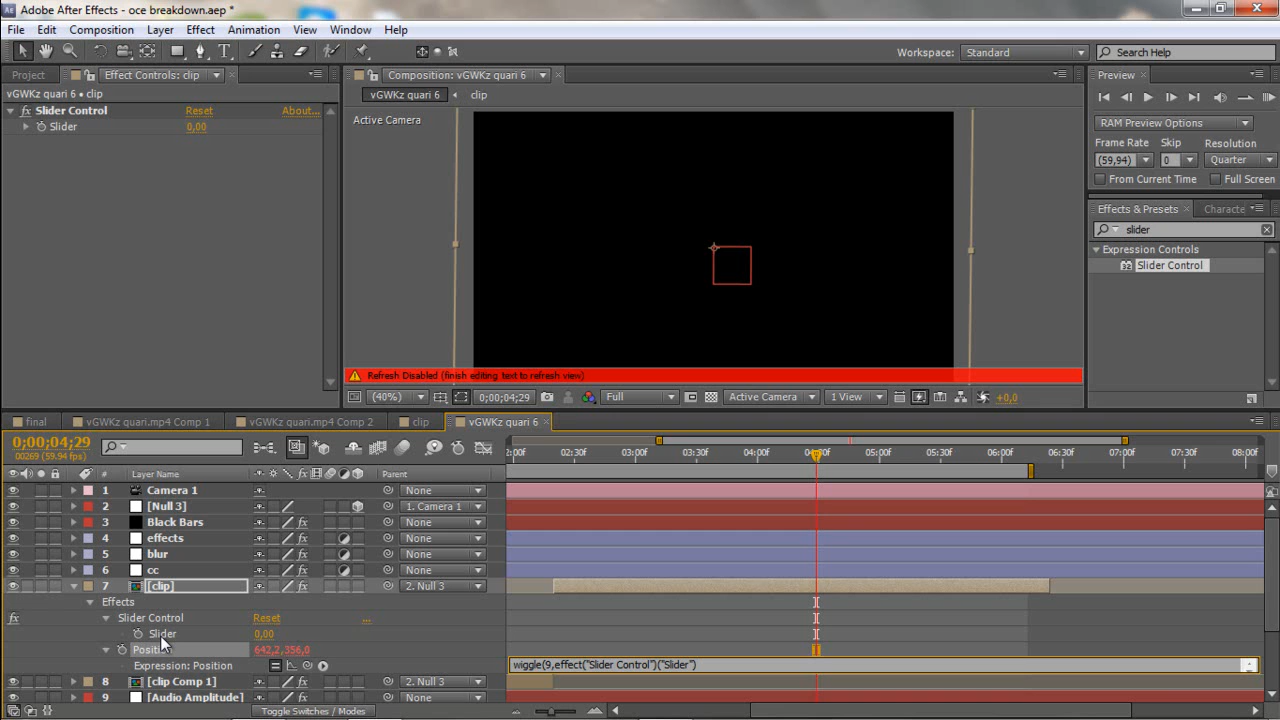 Adobe After Effects - oce breakdown.aep *
File Edit Composition Layer Effect Animation View Window Help
Workspace: Standard Search Help
Project Effect Controls: clip
vGWKz quari 6 • clip
Slider Control Reset About...
Slider 0,00
Composition: vGWKz quari 6
vGWKz quari 6 clip
Active Camera
Refresh Disabled (finish editing text to refresh view)
(40%) 0;00;04;29 Full Active Camera 1 View +0,0
Preview
RAM Preview Options
Frame Rate Skip Resolution
(59,94) 0 Quarter
From Current Time Full Screen
Effects & Presets Characte
slider
Expression Controls
32 Slider Control
final vGWKz quari.mp4 Comp 1 vGWKz quari.mp4 Comp 2 clip vGWKz quari 6
0;00;04;29
00269 (59.94 fps)
# Layer Name Parent
:00f 02:30f 03:00f 03:30f 04:00f 04:30f 05:00f 05:30f 06:00f 06:30f 07:00f 07:30f 08:00f
1 Camera 1 None
2 [Null 3] 1. Camera 1
3 Black Bars None
4 effects None
5 blur None
6 cc None
7 [clip] 2. Null 3
Effects
Slider Control Reset ...
Slider 0,00
Position 642,2,356,0
Expression: Position wiggle(9,effect("Slider Control")("Slider")
8 [clip Comp 1] 2. Null 3
9 [Audio Amplitude] None
Toggle Switches / Modes